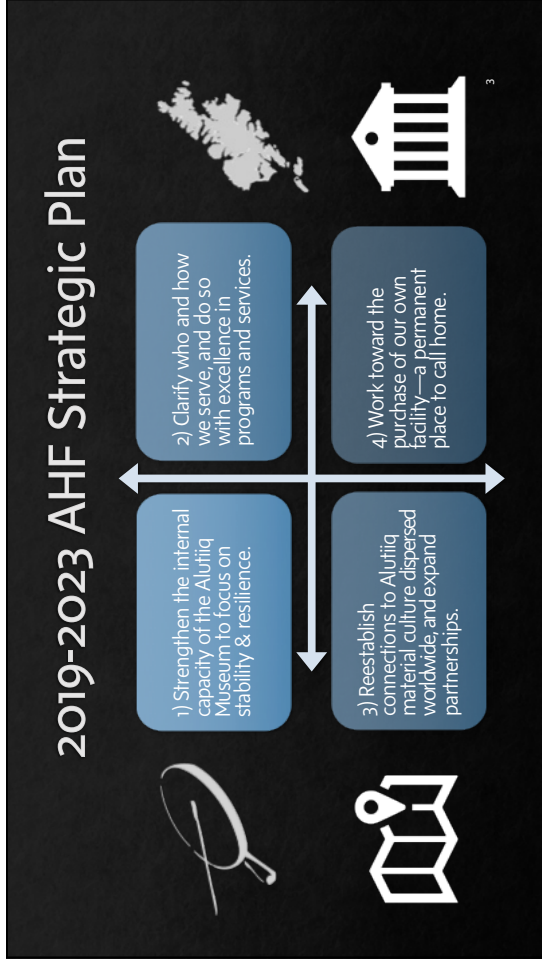 2019-2023 AHF Strategic Plan
1) Strengthen the internal
capacity of the Alutiiq
Museum to focus on
stability & resilience.
2) Clarify who and how
we serve, and do so
with excellence in
programs and services.
3) Reestablish
connections to Alutiiq
material culture dispersed
worldwide, and expand
partnerships.
4) Work toward the
purchase of our own
facility—a permanent
place to call home.
3